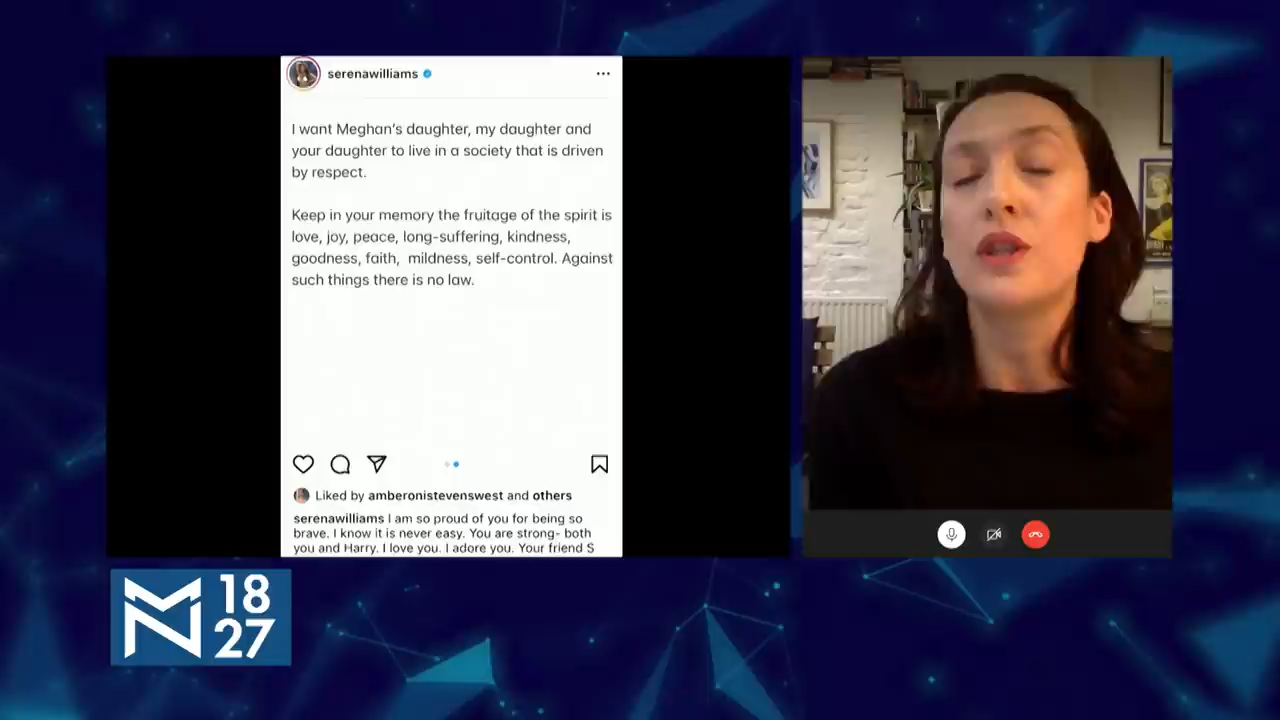 serenawilliams
I want Meghan's daughter, my daughter and
your daughter to live in a society that is driven
by respect.
Keep in your memory the fruitage of the spirit is
love, joy, peace, long-suffering, kindness,
goodness, faith, mildness, self-control. Against
such things there is no law.
Liked by amberonistevenswest and others
serenawilliams I am so proud of you for being so
brave. I know it is never easy. You are strong- both
you and Harry. I love you. I adore you. Your friend S
18
27